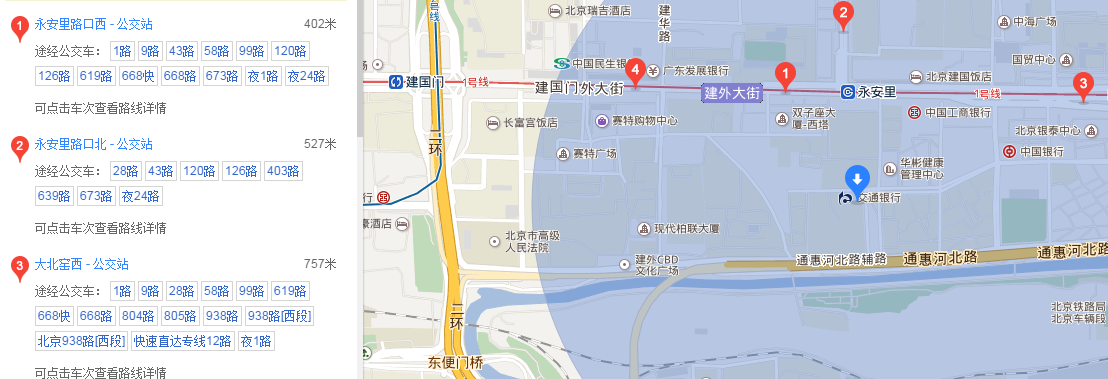 1
永安里路口西 - 公交站
402米
途经公交车： 1路 9路 43路 58路 99路 120路
126路 619路 668快 668路 673路 夜1路 夜24路
可点击车次查看路线详情
2
永安里路口北 - 公交站
527米
途经公交车： 28路 43路 120路 126路 403路
639路 673路 夜24路
可点击车次查看路线详情
3
大北窑西 - 公交站
757米
途经公交车： 1路 9路 28路 58路 99路 619路
668快 668路 804路 805路 938路 938路[西段]
北京938路[西段] 快速直达专线12路 夜1路
可点击车次查看路线详情
号线
北京瑞吉酒店
建华路
2
中海广场
国贸中心
中国民生银
4
广东发展银行
1
北京建国饭店
3
建国门
1号线
建国门外大街
建外大街
永安里
1号线
长富宫饭店
赛特购物中心
双子座大
厦-西塔
中国工商银行
北京银泰中心
二环
赛特广场
中国银行
华彬健康
管理中心
行
交通银行
豪酒店
北京市高级
人民法院
现代柏联大厦
建外CBD
文化广场
通惠河北路辅路
通惠河北路
通惠河北路
二环
北京铁路局
北京车辆段
东便门桥